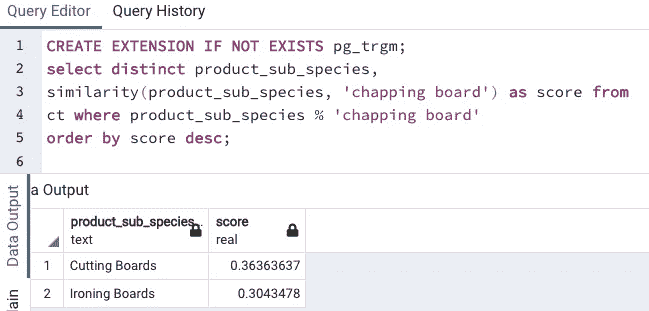 Query Editor Query History
1 CREATE EXTENSION IF NOT EXISTS pg_trgm;
2 select distinct product_sub_species,
3 similarity(product_sub_species, 'chapping board') as score from
4 ct where product_sub_species % 'chapping board'
5 order by score desc;
6
a Output
Data Output
lain
product_sub_species... score
text real
1 Cutting Boards 0.36363637
2 Ironing Boards 0.3043478